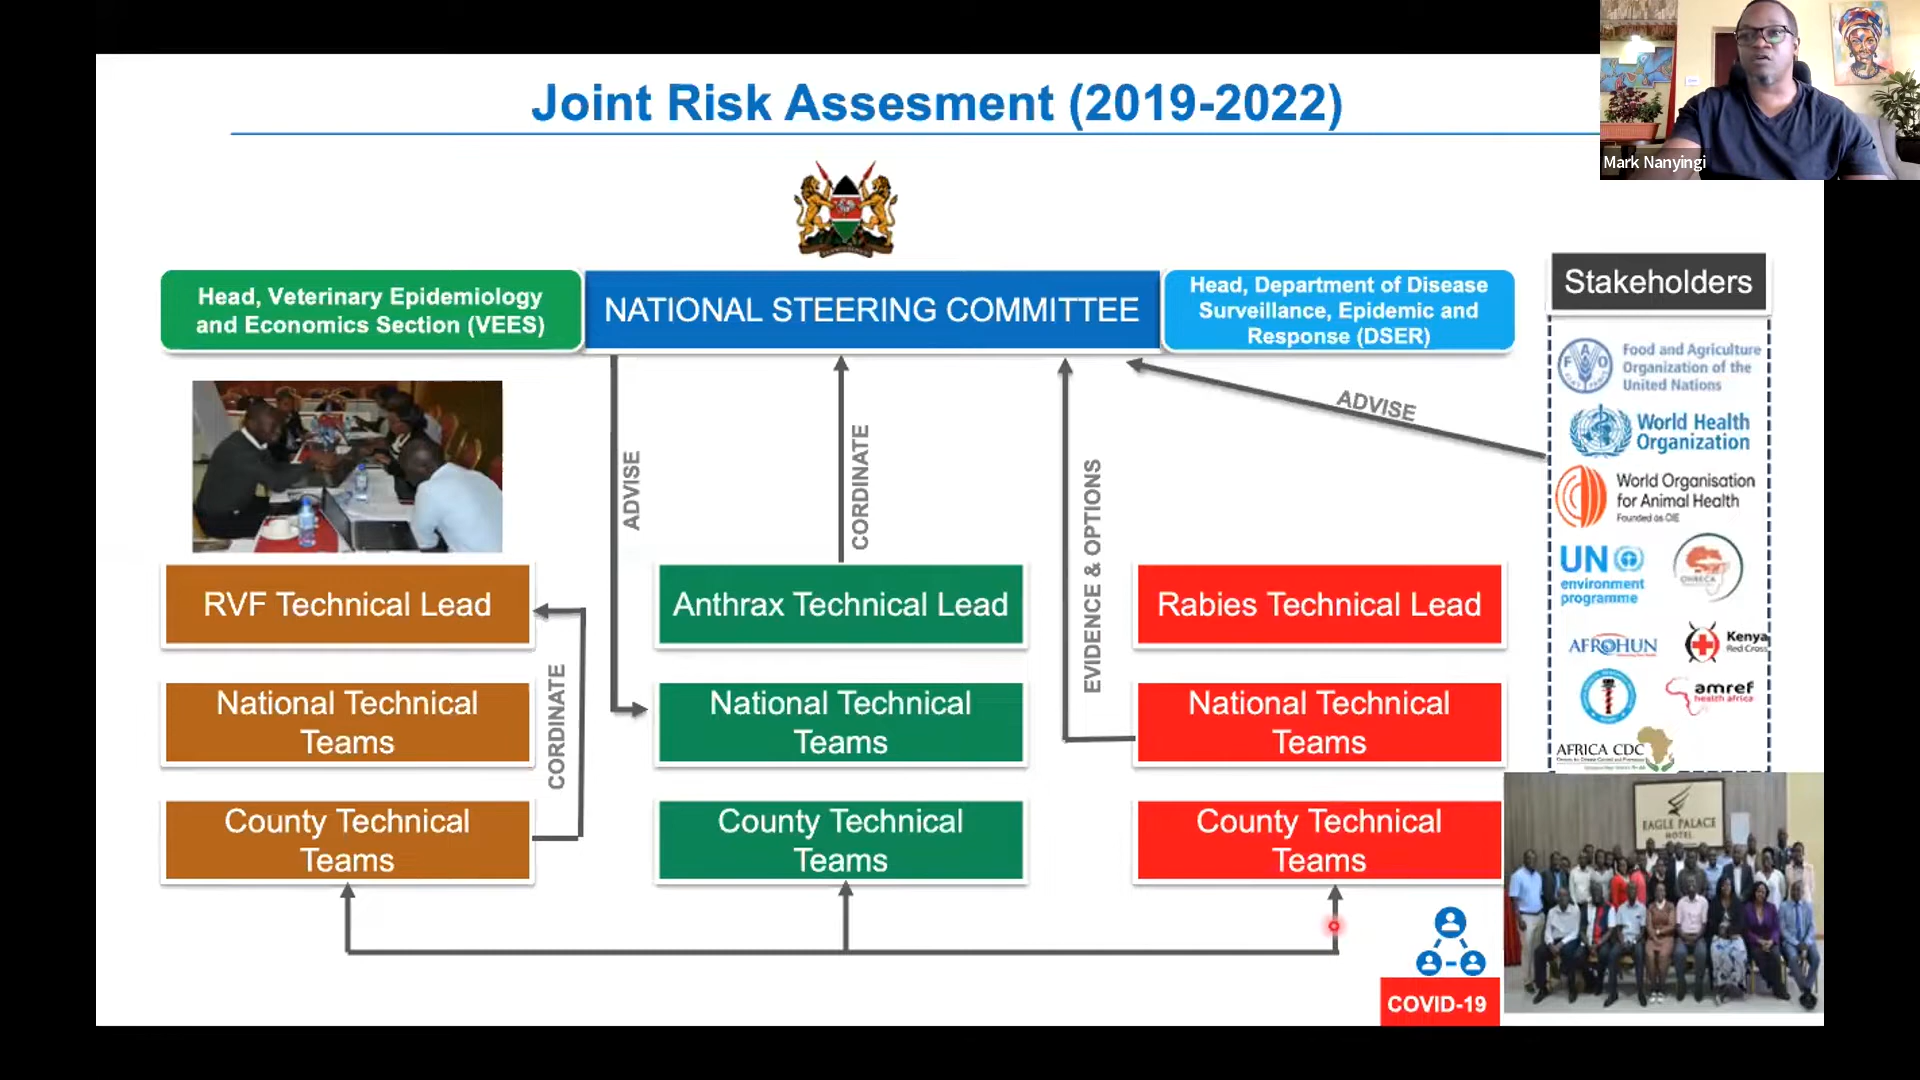 Joint Risk Assesment (2019-2022)
Mark Nanyingi
Head, Veterinary Epidemiology
and Economics Section (VEES)
NATIONAL STEERING COMMITTEE
Head, Department of Disease
Surveillance, Epidemic and
Response (DSER)
Stakeholders
FAO
Food and Agriculture
Organization of the
United Nations
World Health
Organization
World Organisation
for Animal Health
Founded as OIE
UN
environment
programme
OHRECA
AFROHUN
Kenya
Red Cross
amref
health africa
AFRICA CDC
ADVISE
CORDINATE
EVIDENCE & OPTIONS
ADVISE
RVF Technical Lead
Anthrax Technical Lead
Rabies Technical Lead
National Technical
Teams
CORDINATE
National Technical
Teams
National Technical
Teams
County Technical
Teams
County Technical
Teams
County Technical
Teams
EAGLE PALACE
HOTEL
COVID-19